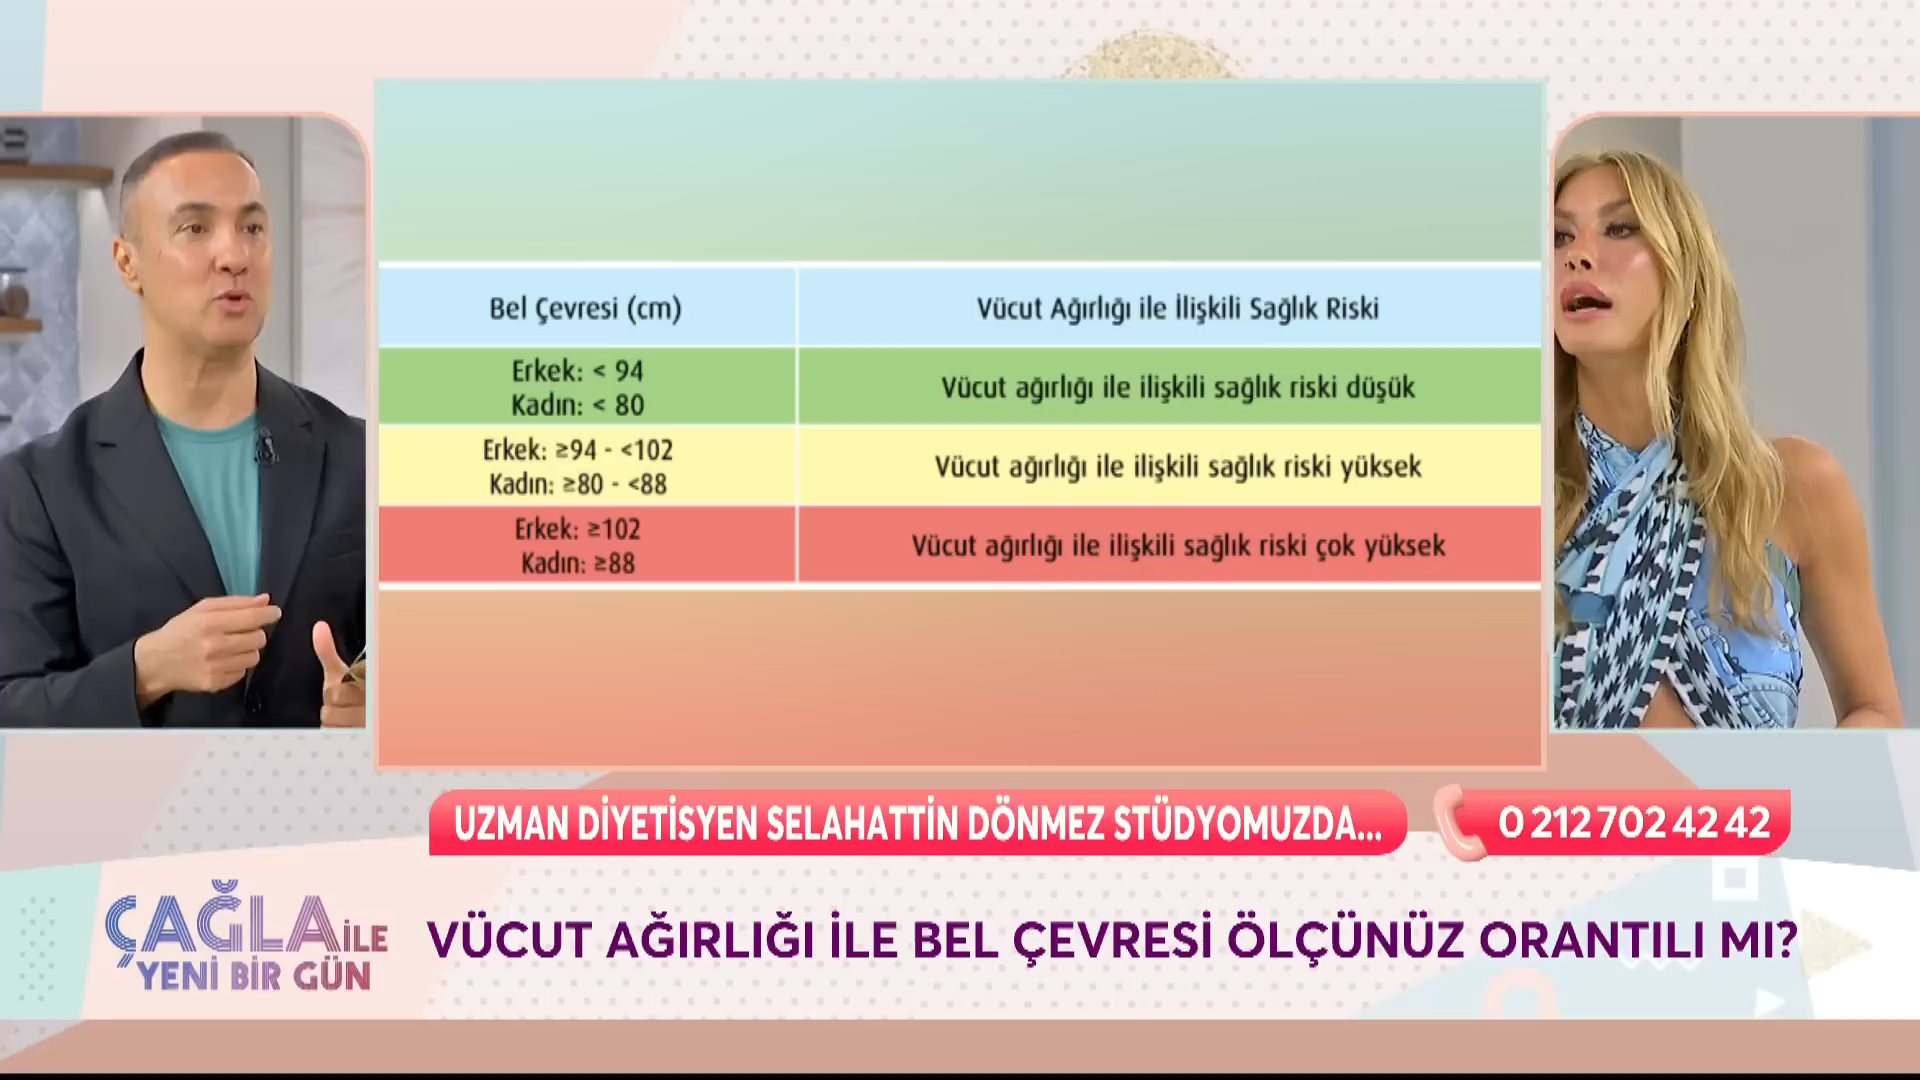 Bel Çevresi (cm)
Vücut Ağırlığı ile İlişkili Sağlık Riski
Erkek: < 94
Kadın: < 80
Vücut ağırlığı ile ilişkili sağlık riski düşük
Erkek: ≥94 - <102
Kadın: ≥80 - <88
Vücut ağırlığı ile ilişkili sağlık riski yüksek
Erkek: ≥102
Kadın: ≥88
Vücut ağırlığı ile ilişkili sağlık riski çok yüksek
UZMAN DİYETİSYEN SELAHATTİN DÖNMEZ STÜDYOMUZDA...
0 212 702 42 42
ÇAĞLA İLE
YENİ BİR GÜN
VÜCUT AĞIRLIĞI İLE BEL ÇEVRESİ ÖLÇÜNÜZ ORANTILI MI?